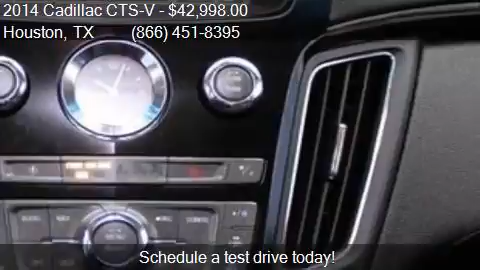 2014 Cadillac CTS-V - $42,998.00
Houston, TX (866) 451-8395
Schedule a test drive today!